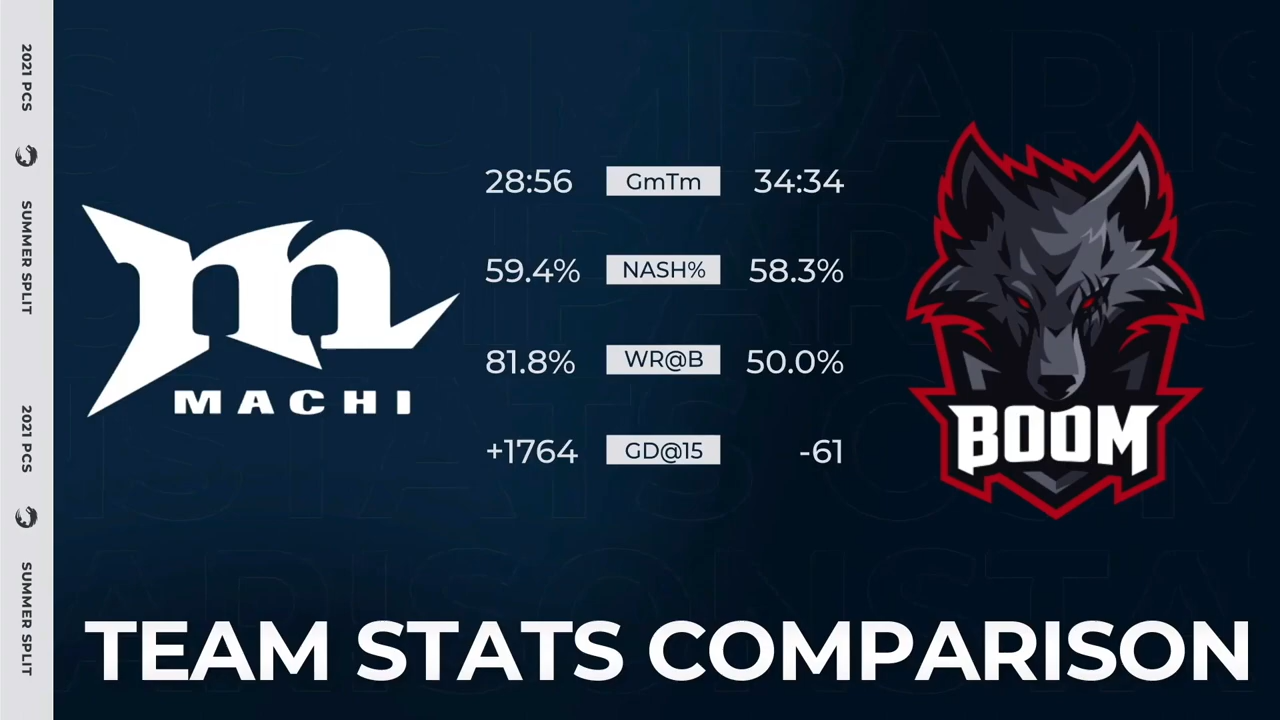 2021 PCS
SUMMER SPLIT
2021 PCS
SUMMER SPLIT
28:56 GmTm 34:34
59.4% NASH% 58.3%
81.8% WR@B 50.0%
+1764 GD@15 -61
m
MACHI
BOOM
TEAM STATS COMPARISON